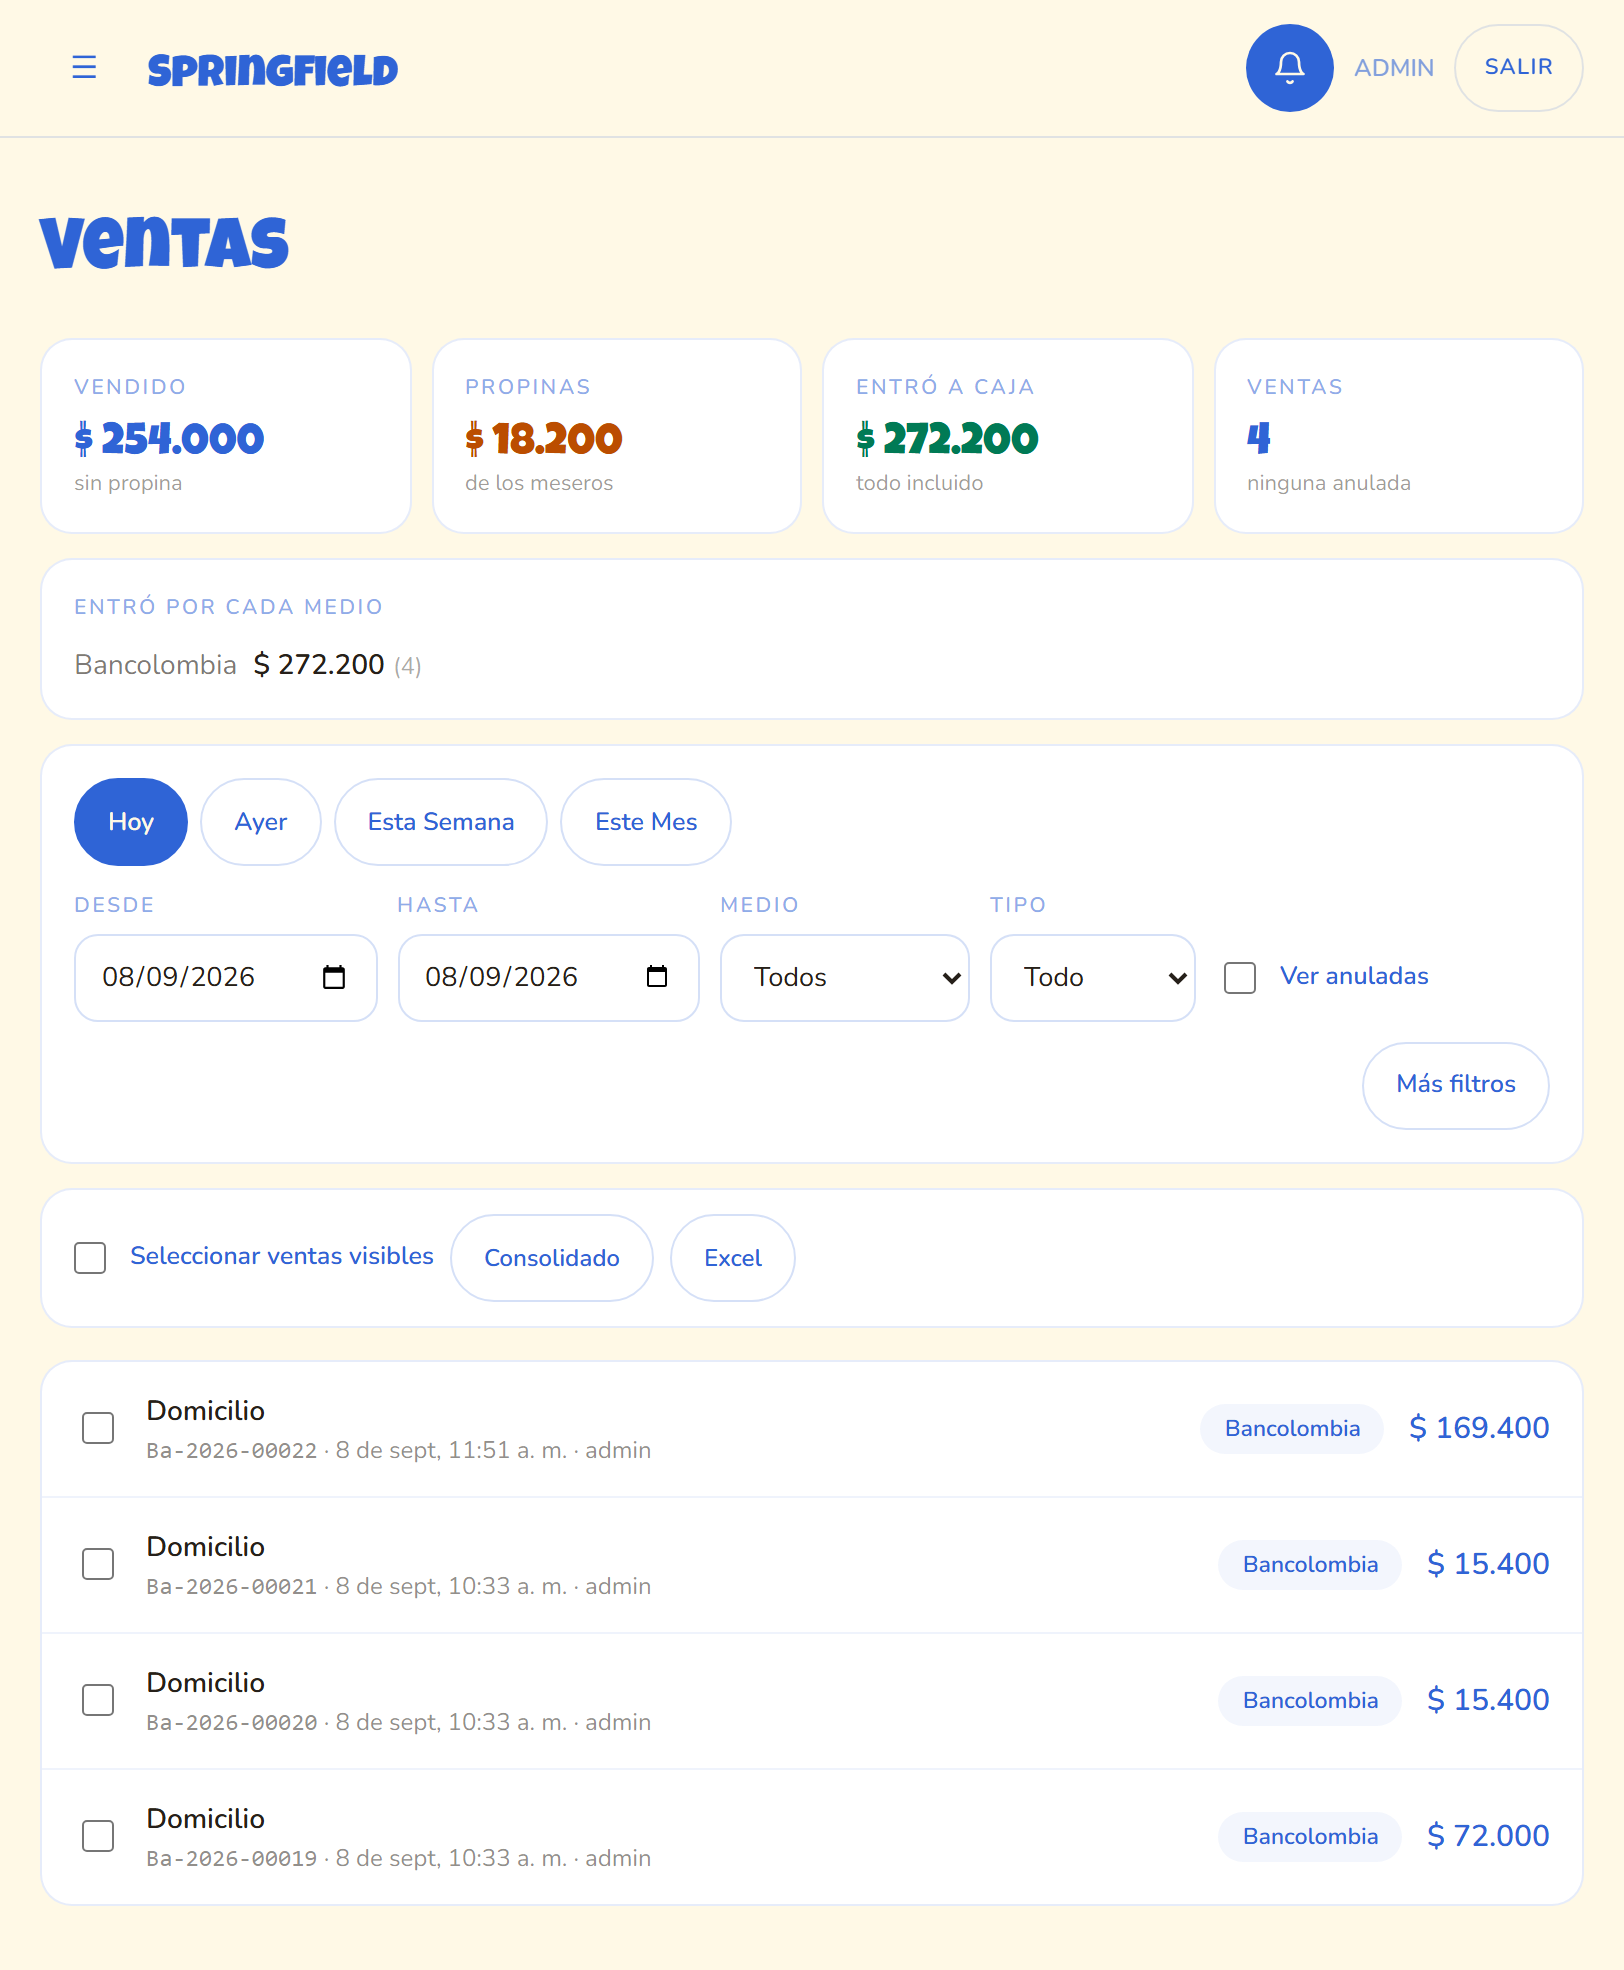 ☰ SPRINGFIELD ADMIN SALIR
VENTAS
VENDIDO
$ 254.000
sin propina
PROPINAS
$ 18.200
de los meseros
ENTRÓ A CAJA
$ 272.200
todo incluido
VENTAS
4
ninguna anulada
ENTRÓ POR CADA MEDIO
Bancolombia $ 272.200 (4)
Hoy Ayer Esta Semana Este Mes
DESDE HASTA MEDIO TIPO
08/09/2026 08/09/2026 Todos Todo Ver anuladas
Más filtros
Seleccionar ventas visibles Consolidado Excel
Domicilio
Ba-2026-00022 · 8 de sept, 11:51 a. m. · admin
Bancolombia $ 169.400
Domicilio
Ba-2026-00021 · 8 de sept, 10:33 a. m. · admin
Bancolombia $ 15.400
Domicilio
Ba-2026-00020 · 8 de sept, 10:33 a. m. · admin
Bancolombia $ 15.400
Domicilio
Ba-2026-00019 · 8 de sept, 10:33 a. m. · admin
Bancolombia $ 72.000